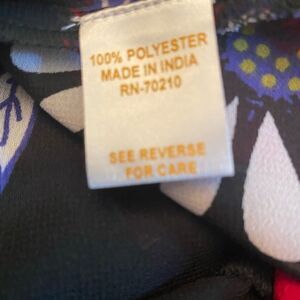 100% POLYESTER
MADE IN INDIA
RN-70210
SEE REVERSE
FOR CARE